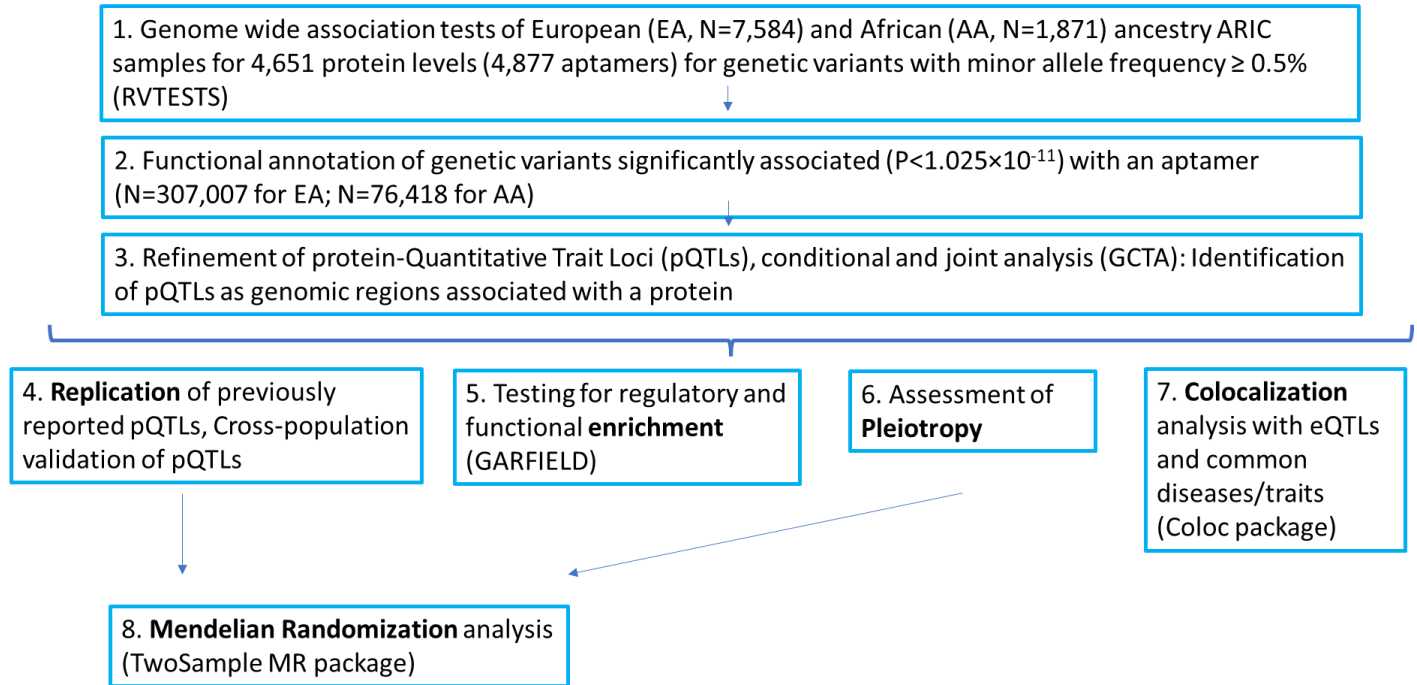 1. Genome wide association tests of European (EA, N=7,584) and African (AA, N=1,871) ancestry ARIC
samples for 4,651 protein levels (4,877 aptamers) for genetic variants with minor allele frequency ≥ 0.5%
(RVTESTS)
2. Functional annotation of genetic variants significantly associated (P<1.025×10⁻¹¹) with an aptamer
(N=307,007 for EA; N=76,418 for AA)
3. Refinement of protein-Quantitative Trait Loci (pQTLs), conditional and joint analysis (GCTA): Identification
of pQTLs as genomic regions associated with a protein
4. Replication of previously
reported pQTLs, Cross-population
validation of pQTLs
5. Testing for regulatory and
functional enrichment
(GARFIELD)
6. Assessment of
Pleiotropy
7. Colocalization
analysis with eQTLs
and common
diseases/traits
(Coloc package)
8. Mendelian Randomization analysis
(TwoSample MR package)